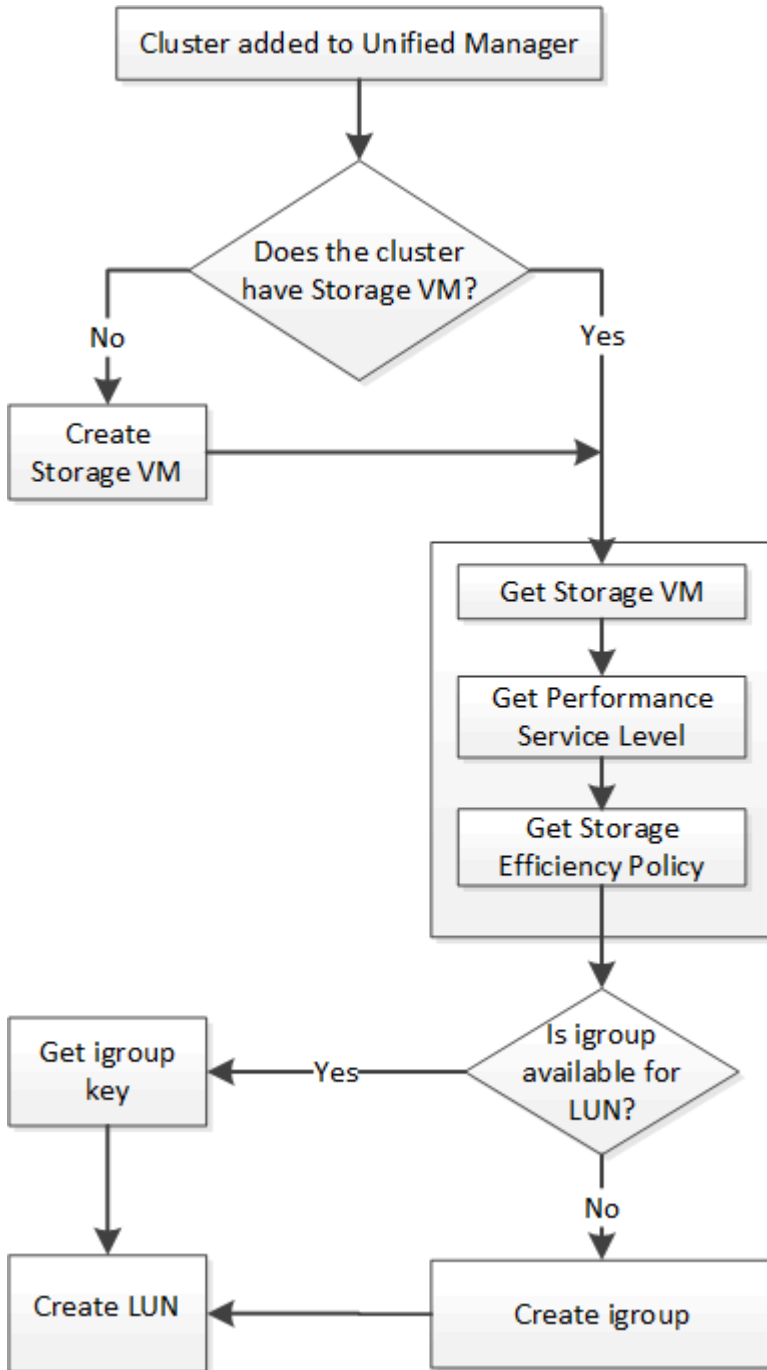 Cluster added to Unified Manager
Does the cluster
have Storage VM?
No
Yes
Create
Storage VM
Get Storage VM
Get Performance
Service Level
Get Storage
Efficiency Policy
Is igroup
available for
LUN?
Yes
Get igroup
key
No
Create LUN
Create igroup